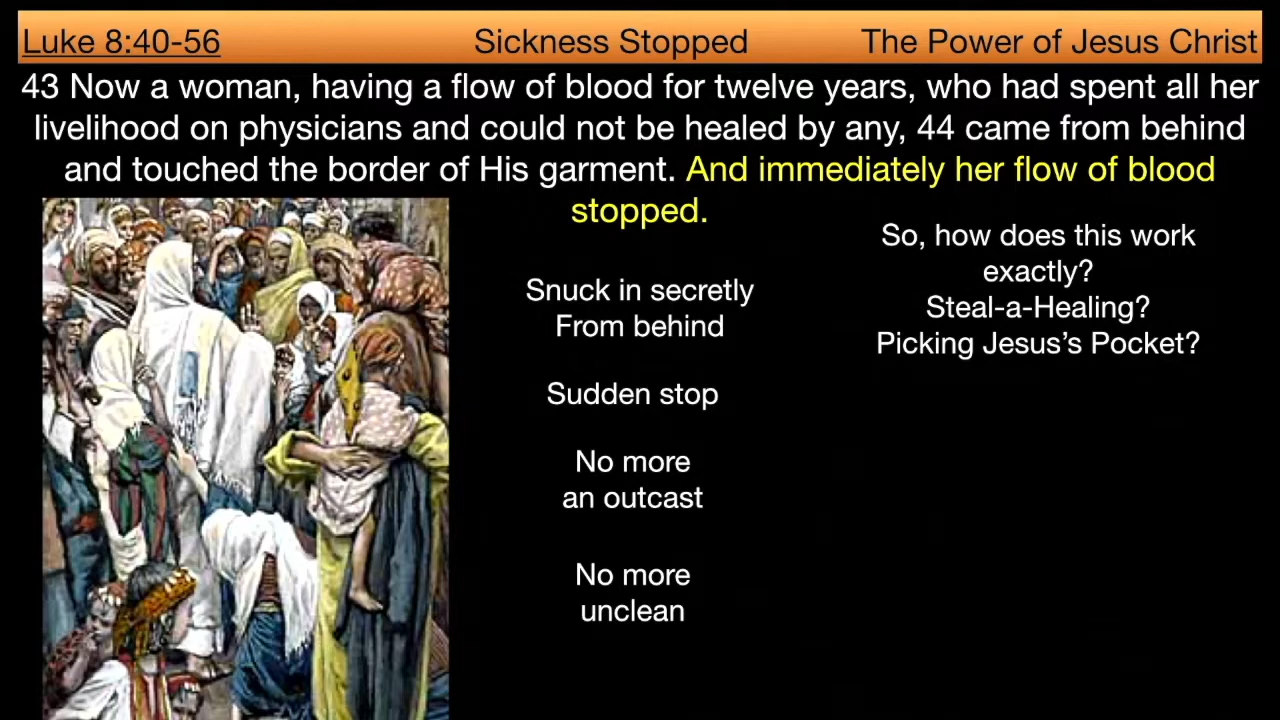 Luke 8:40-56 Sickness Stopped The Power of Jesus Christ
43 Now a woman, having a flow of blood for twelve years, who had spent all her
livelihood on physicians and could not be healed by any, 44 came from behind
and touched the border of His garment. And immediately her flow of blood
stopped.
Snuck in secretly
From behind
Sudden stop
No more
an outcast
No more
unclean
So, how does this work
exactly?
Steal-a-Healing?
Picking Jesus’s Pocket?